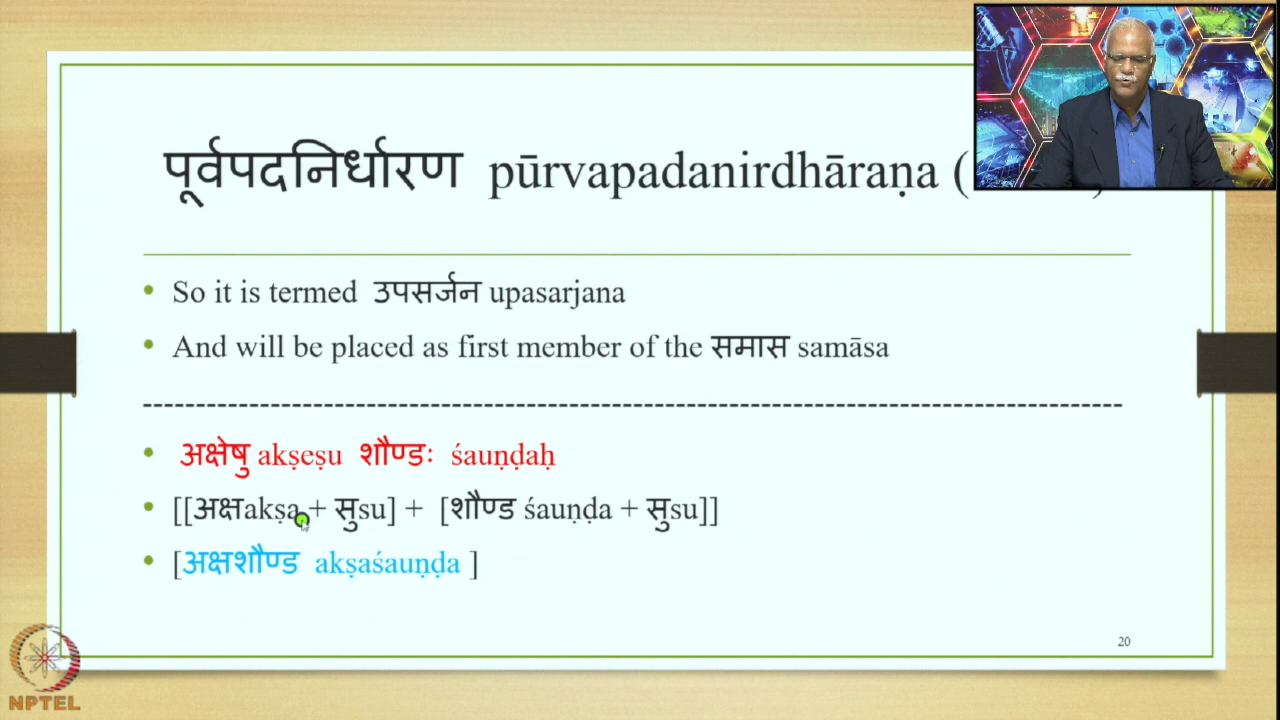 पूर्वपदनिर्धारण pūrvapadanirdhāraṇa (
• So it is termed उपसर्जन upasarjana
• And will be placed as first member of the समास samāsa
• अक्षेषु akṣeṣu शौण्डः śauṇḍaḥ
• [[अक्षakṣa + सुsu] + [शौण्ड śauṇḍa + सुsu]]
• [अक्षशौण्ड akṣaśauṇḍa ]
20
NPTEL